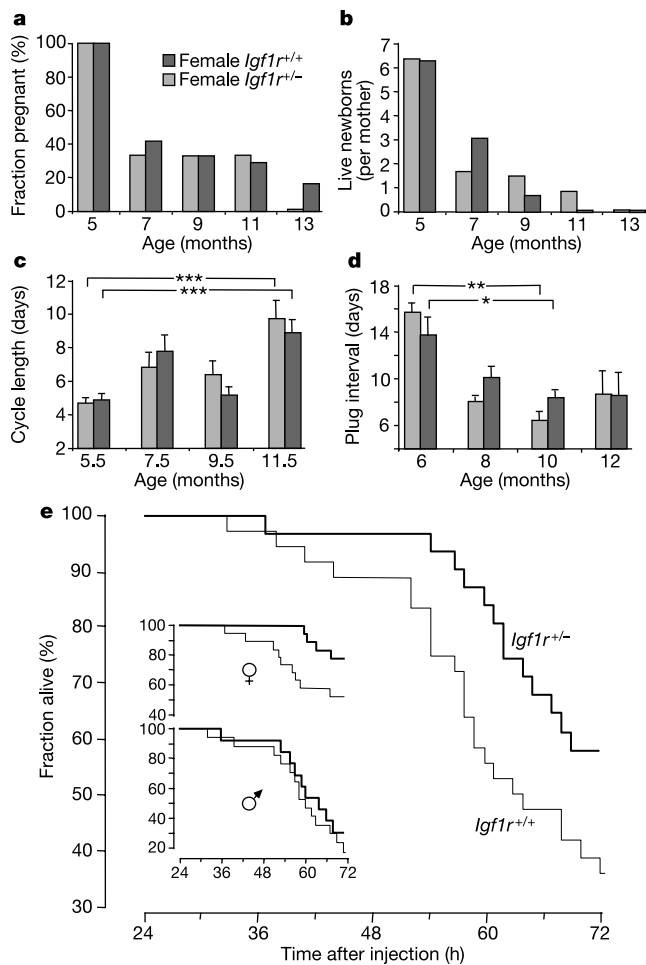 a
Fraction pregnant (%)
100
80
60
40
20
0
Female Igf1r+/+
Female Igf1r+/−
5 7 9 11 13
Age (months)
b
Live newborns
(per mother)
7
6
5
4
3
2
1
0
5 7 9 11 13
Age (months)
c
Cycle length (days)
12
10
8
6
4
2
***
***
5.5 7.5 9.5 11.5
Age (months)
d
Plug interval (days)
18
16
14
10
8
6
**
*
6 8 10 12
Age (months)
e
Fraction alive (%)
100
90
80
70
60
50
40
30
Igf1r+/−
Igf1r+/+
100
80
60
40
♀
100
80
60
40
20
♂
24 36 48 60 72
24 36 48 60 72
Time after injection (h)